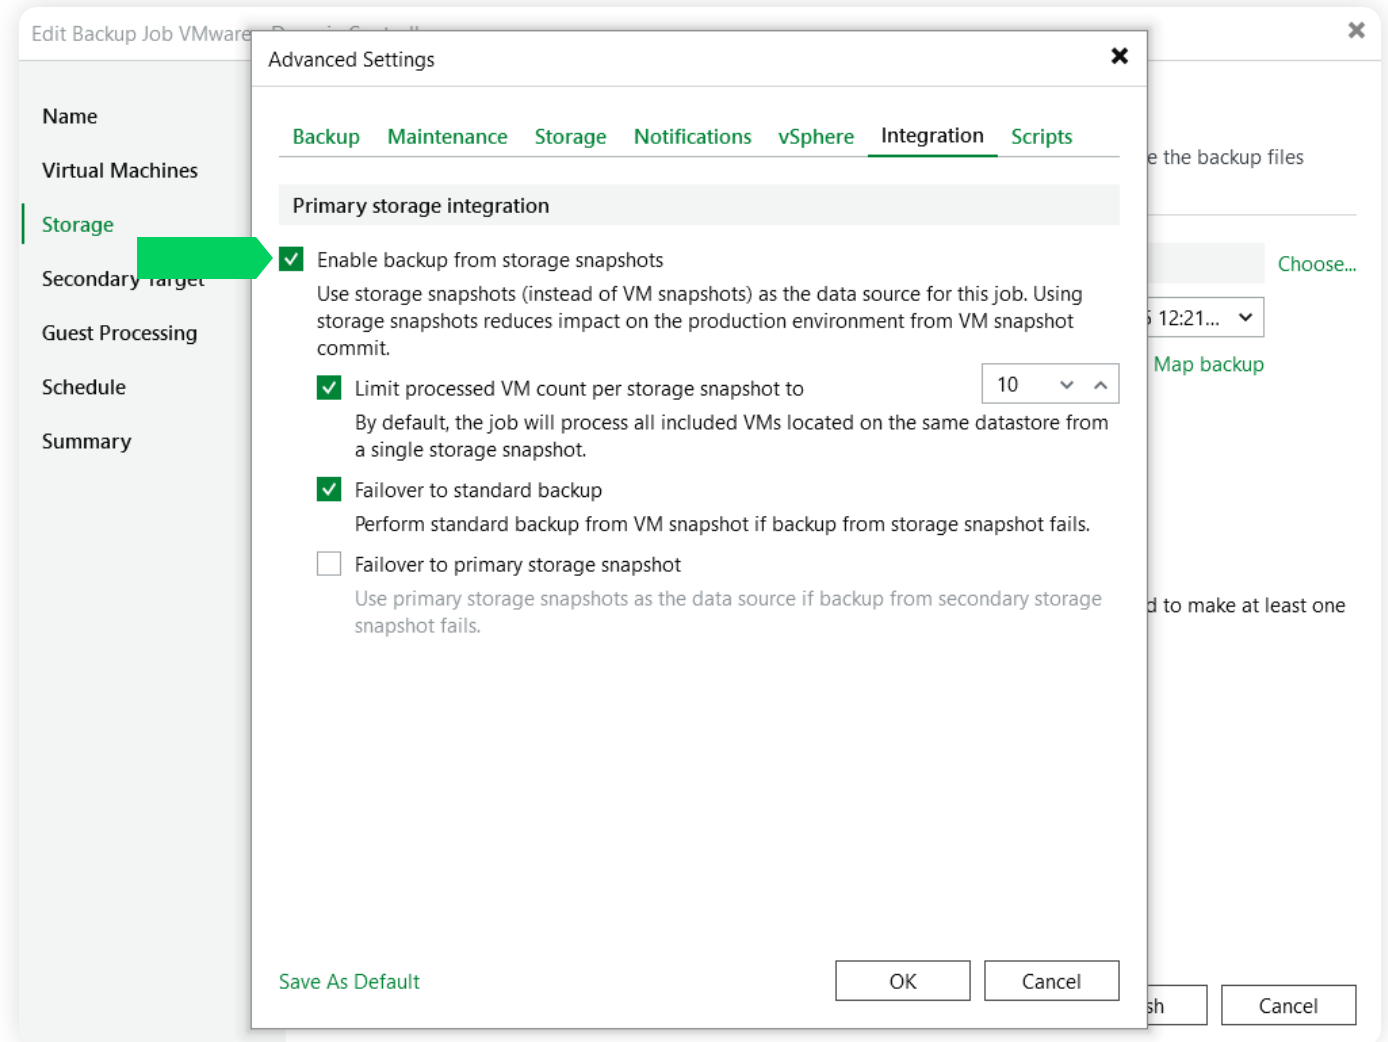 Edit Backup Job VMware
Advanced Settings
Name
Virtual Machines
Storage
Secondary Target
Guest Processing
Schedule
Summary
Backup Maintenance Storage Notifications vSphere Integration Scripts
Primary storage integration
Enable backup from storage snapshots
Use storage snapshots (instead of VM snapshots) as the data source for this job. Using
storage snapshots reduces impact on the production environment from VM snapshot
commit.
Limit processed VM count per storage snapshot to 10
By default, the job will process all included VMs located on the same datastore from
a single storage snapshot.
Failover to standard backup
Perform standard backup from VM snapshot if backup from storage snapshot fails.
Failover to primary storage snapshot
Use primary storage snapshots as the data source if backup from secondary storage
snapshot fails.
Save As Default OK Cancel
e the backup files
Choose...
12:21...
Map backup
d to make at least one
sh Cancel